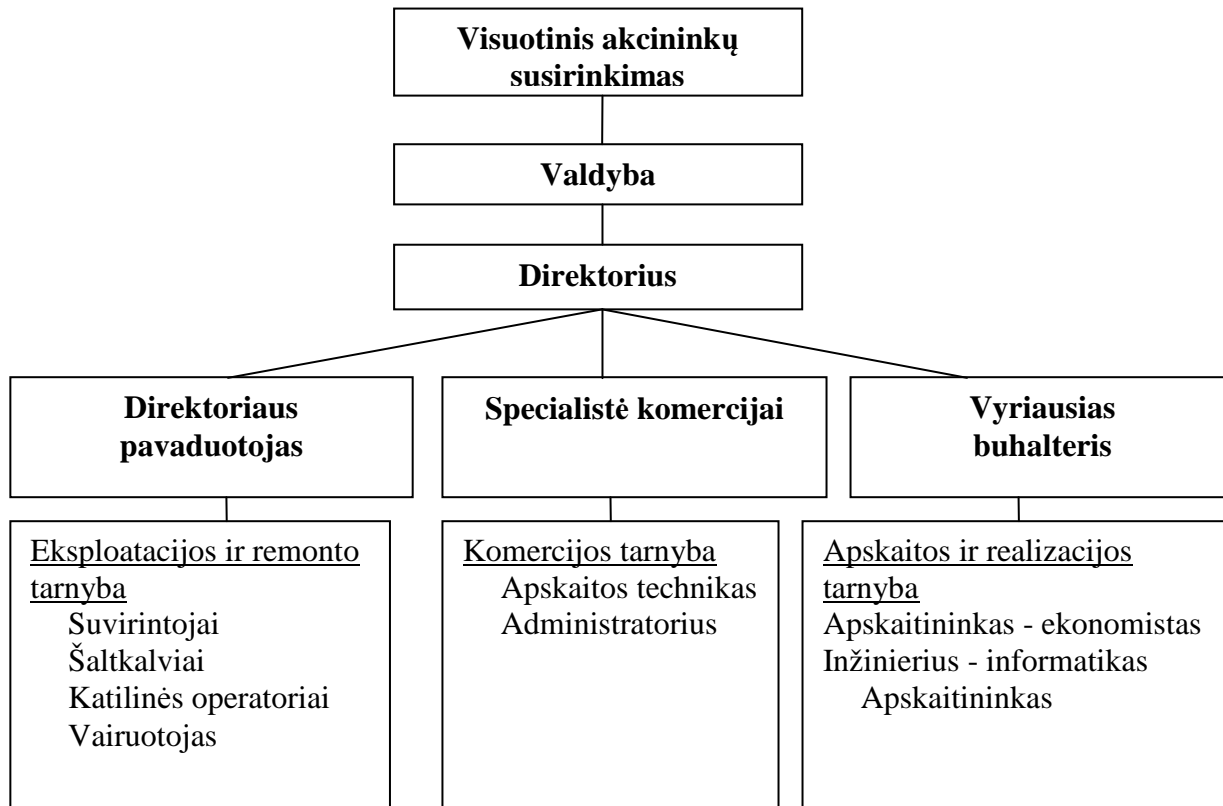 Visuotinis akcininkų
susirinkimas
Valdyba
Direktorius
Direktoriaus
pavaduotojas
Specialistė komercijai
Vyriausias
buhalteris
Eksploatacijos ir remonto
tarnyba
Suvirintojai
Šaltkalviai
Katilinės operatoriai
Vairuotojas
Komercijos tarnyba
Apskaitos technikas
Administratorius
Apskaitos ir realizacijos
tarnyba
Apskaitininkas - ekonomistas
Inžinierius - informatikas
Apskaitininkas